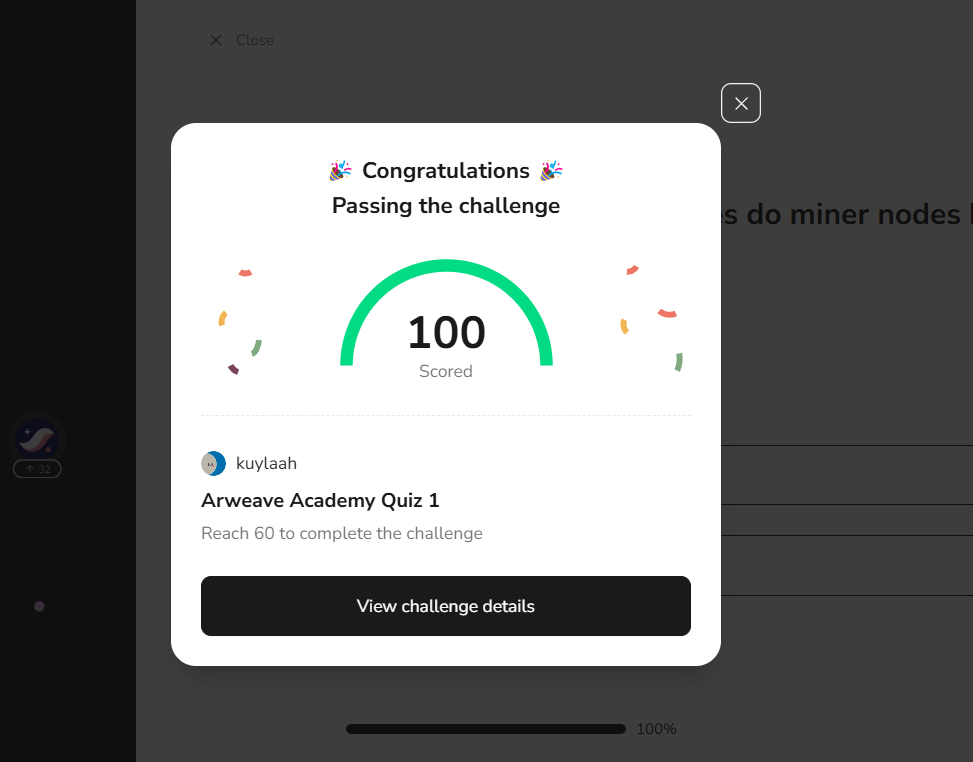 Close
Congratulations
Passing the challenge
es do miner nodes
100
Scored
32
kuylaah
Arweave Academy Quiz 1
Reach 60 to complete the challenge
View challenge details
100%